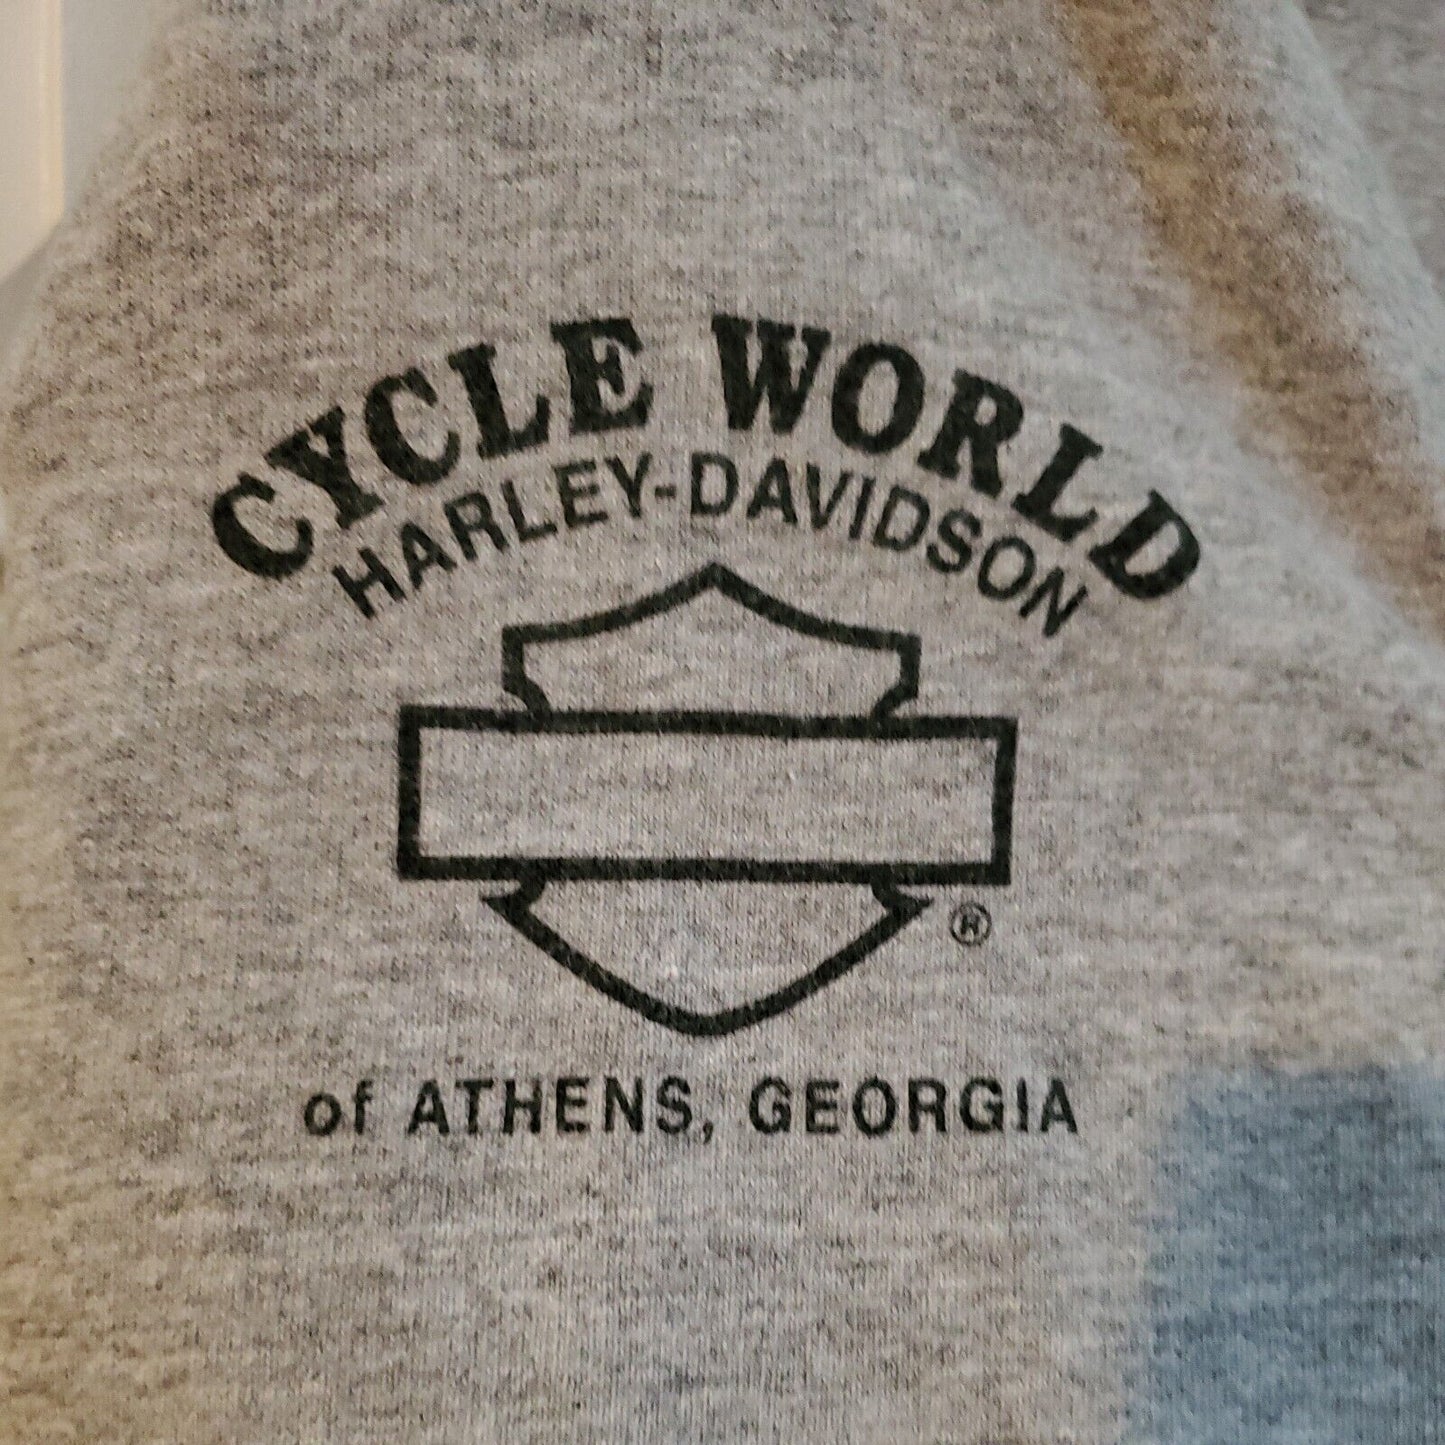 CYCLE WORLD
HARLEY-DAVIDSON
®
of ATHENS, GEORGIA